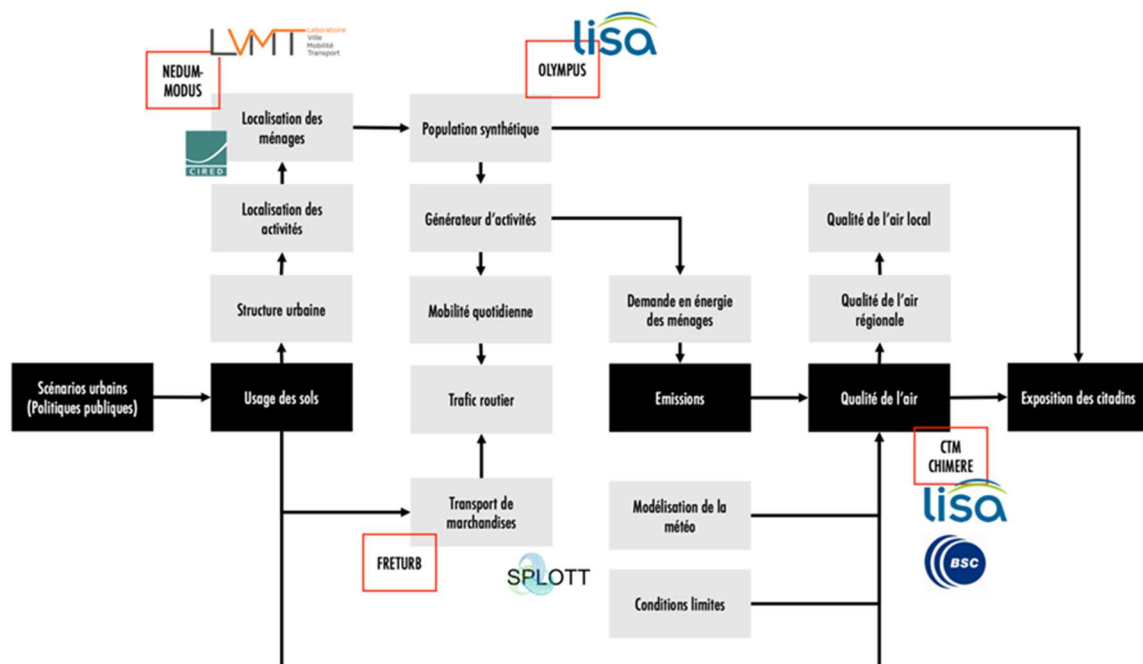 LVMT
Laboratoire
Ville
Mobilité
Transport
lisa
NEDUM-
MODUS
OLYMPUS
Localisation des
ménages
Population synthétique
CIRED
Localisation des
activités
Générateur d'activités
Qualité de l'air local
Structure urbaine
Mobilité quotidienne
Demande en énergie
des ménages
Qualité de l'air
régionale
Scénarios urbains
(Politiques publiques)
Usage des sols
Trafic routier
Emissions
Qualité de l'air
Exposition des citadins
CTM
CHIMERE
Transport de
marchandises
Modélisation de la
météo
lisa
FRETURB
SPLOTT
BSC
Conditions limites